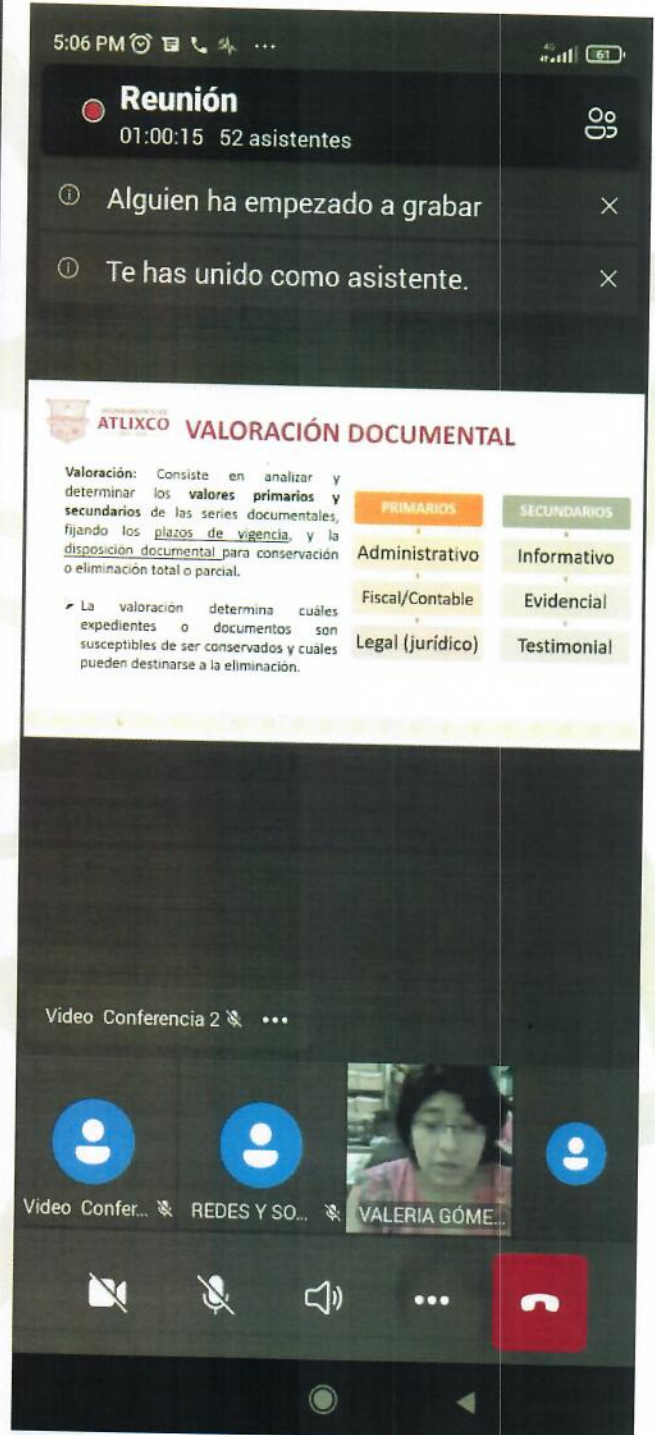 5:06 PM
4G
61
Reunión
01:00:15 52 asistentes
Alguien ha empezado a grabar
Te has unido como asistente.
ATLIXCO
VALORACIÓN DOCUMENTAL
Valoración: Consiste en analizar y
determinar los valores primarios y
secundarios de las series documentales,
fijando los plazos de vigencia, y la
disposición documental para conservación
o eliminación total o parcial.
La valoración determina cuáles
expedientes o documentos son
susceptibles de ser conservados y cuáles
pueden destinarse a la eliminación.
PRIMARIOS
Administrativo
Fiscal/Contable
Legal (jurídico)
SECUNDARIOS
Informativo
Evidencial
Testimonial
Video Conferencia 2
Video Confer...
REDES Y SO...
VALERIA GÓME...